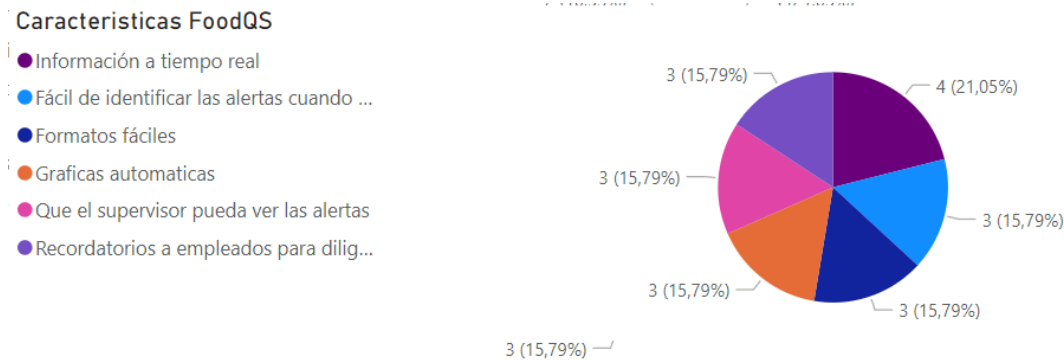 Caracteristicas FoodQS
Información a tiempo real
Fácil de identificar las alertas cuando ...
Formatos fáciles
Graficas automaticas
Que el supervisor pueda ver las alertas
Recordatorios a empleados para dilig...
3 (15,79%)
4 (21,05%)
3 (15,79%)
3 (15,79%)
3 (15,79%)
3 (15,79%)
3 (15,79%)